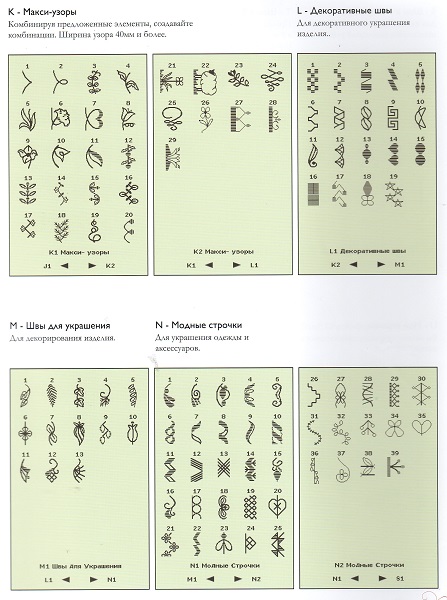 K - Макси-узоры
Комбинируя предложенные элементы, создавайте
комбинации. Ширина узора 40мм и более.
L - Декоративные швы
Для декоративного украшения
изделия..
1 2 3 4
5 6 7 8
9 10 11 12
13 14 15 16
17 18 19 20
K1 Макси- узоры
J1 ◄ ► K2
21 22 23 24
25 26 27 28
29
K2 Макси- узоры
K1 ◄ ► L1
1 2 3 4 5
6 7 8 9 10
11 12 13 14 15
16 17 18 19
L1 Декоративные швы
K2 ◄ ► M1
M - Швы для украшения
Для декорирования изделия.
N - Модные строчки
Для украшения одежды и
аксессуаров.
1 2 3 4 5
6 7 8 9 10
11 12 13
M1 Швы для Украшения
L1 ◄ ► N1
1 2 3 4 5
6 7 8 9 10
11 12 13 14 15
16 17 18 19 20
21 22 23 24 25
N1 Модные Строчки
M1 ◄ ► N2
26 27 28 29 30
31 32 33 34 35
36 37 38 39
N2 Модные Строчки
N1 ◄ ► S1